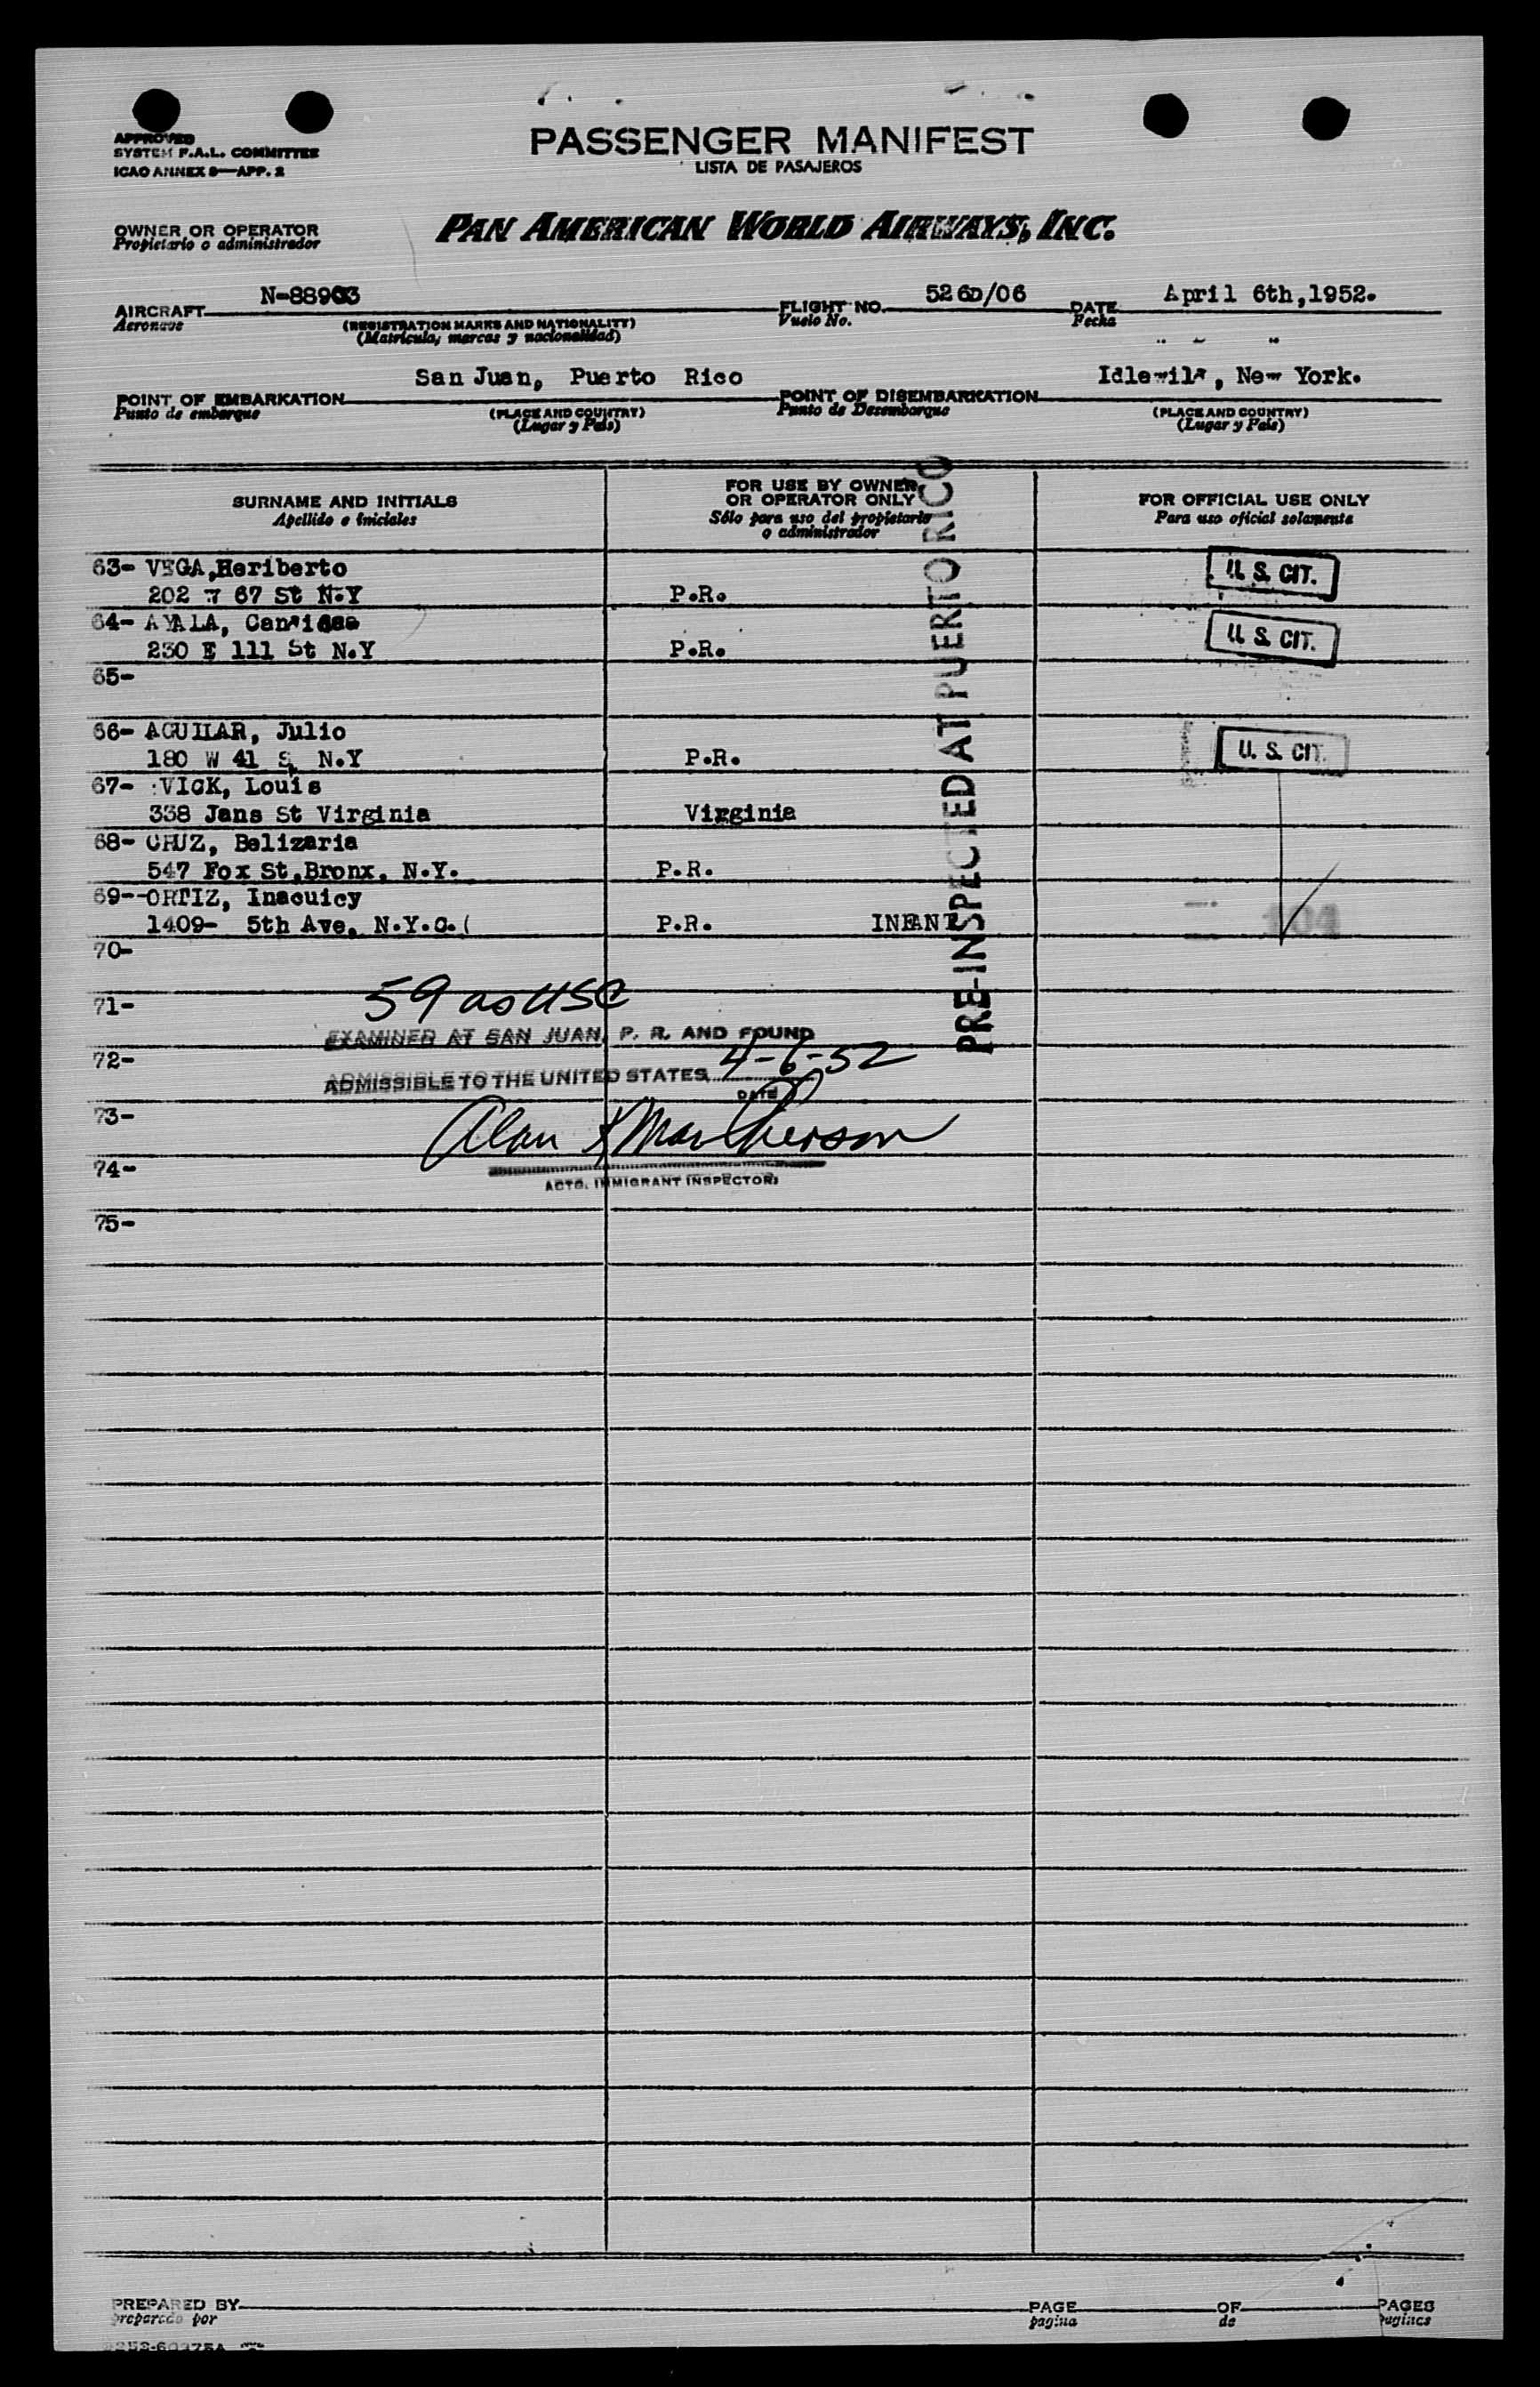 APPROVED
SYSTEM F.A.L. COMMITTEE
ICAO ANNEX 9—APP. 2
PASSENGER MANIFEST
LISTA DE PASAJEROS
OWNER OR OPERATOR
Propietario o administrador
PAN AMERICAN WORLD AIRWAYS, INC.
AIRCRAFT N-88903 FLIGHT NO. 526D/06 DATE April 6th,1952.
Aeronave (REGISTRATION MARKS AND NATIONALITY) Vuelo No. Fecha
(Matricula, marcas y nacionalidad)
POINT OF EMBARKATION San Juan, Puerto Rico POINT OF DISEMBARKATION Idlewild, New York.
Punto de embarque (PLACE AND COUNTRY) Punto de Desembarque (PLACE AND COUNTRY)
(Lugar y Pais) (Lugar y Pais)
SURNAME AND INITIALS FOR USE BY OWNER OR OPERATOR ONLY FOR OFFICIAL USE ONLY
Apellido e iniciales Sólo para uso del propietario o administrador Para uso oficial solamente
63- VEGA,Heriberto U. S. CIT.
202 W 67 St N.Y P.R.
64- AYALA, U. S. CIT.
230 E 111 St N.Y P.R.
65-
66- AGUILAR, Julio U. S. CIT.
180 W 41 S N.Y P.R.
67- VICK, Louis
338 Jans St Virginia Virginia
68- CRUZ, Belizaria
547 Fox St,Bronx, N.Y. P.R.
69--ORTIZ, Inacuicy
1409- 5th Ave, N.Y.C.( P.R. INFANT 104
70-
71- 59 as USC
EXAMINED AT SAN JUAN, P. R. AND FOUND
72- 4-6-52
ADMISSIBLE TO THE UNITED STATES
DATE
73-
Alan MacPherson
74-
ACTG. IMMIGRANT INSPECTOR
75-
PRE-INSPECTED AT PUERTO RICO
PREPARED BY PAGE OF PAGES
preparado por pagina de paginas